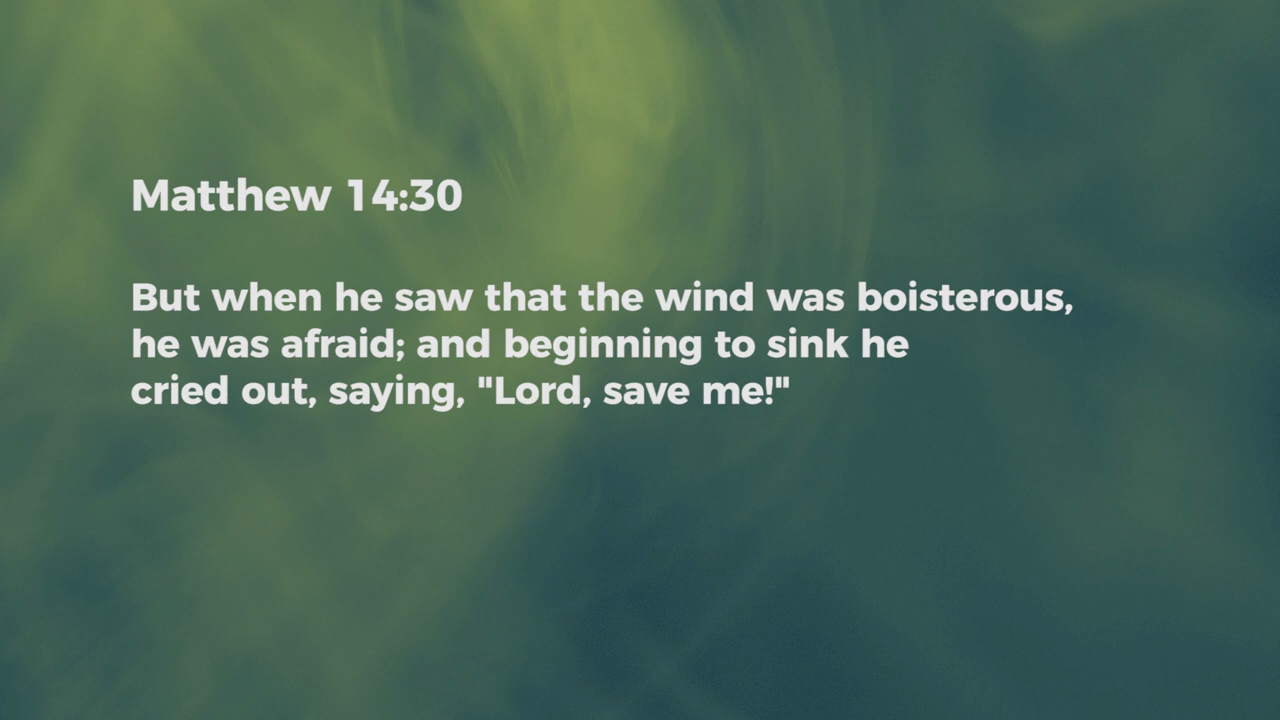 Matthew 14:30
But when he saw that the wind was boisterous,
he was afraid; and beginning to sink he
cried out, saying, "Lord, save me!"